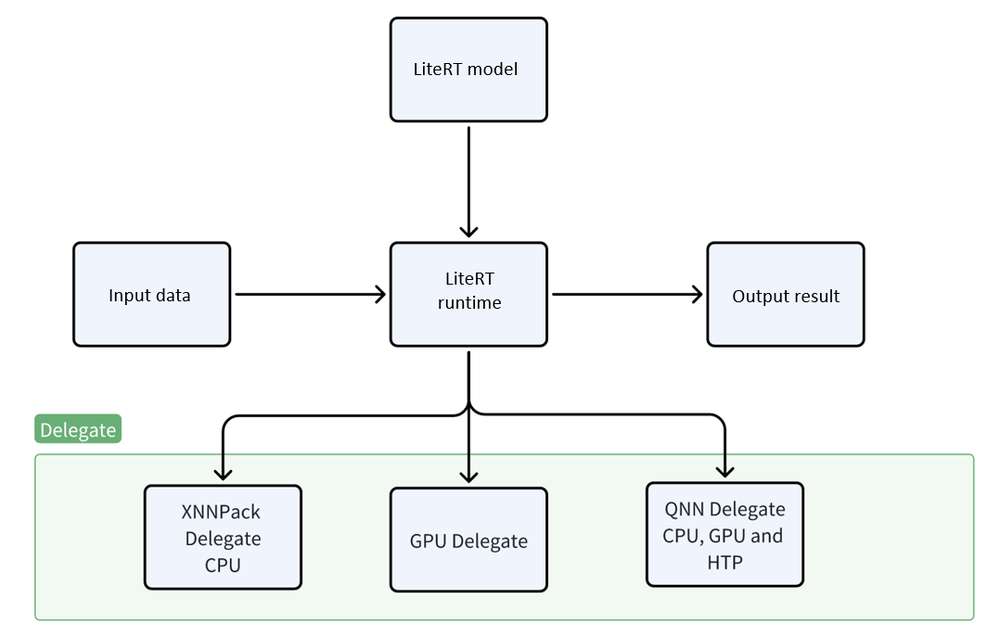 LiteRT model
Input data
LiteRT
runtime
Output result
Delegate
XNNPack
Delegate
CPU
GPU Delegate
QNN Delegate
CPU, GPU and
HTP